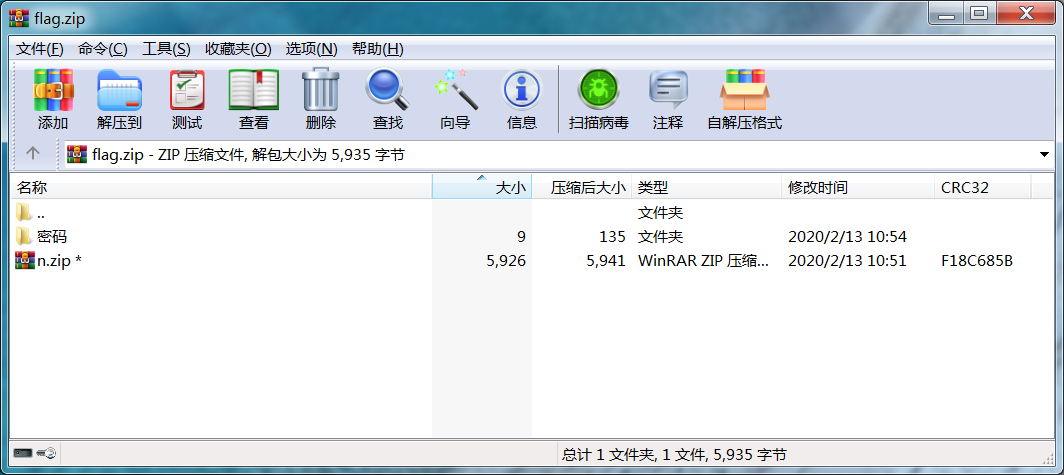 flag.zip
文件(F) 命令(C) 工具(S) 收藏夹(O) 选项(N) 帮助(H)
添加 解压到 测试 查看 删除 查找 向导 信息 扫描病毒 注释 自解压格式
flag.zip - ZIP 压缩文件, 解包大小为 5,935 字节
名称 大小 压缩后大小 类型 修改时间 CRC32
.. 文件夹
密码 9 135 文件夹 2020/2/13 10:54
n.zip * 5,926 5,941 WinRAR ZIP 压缩... 2020/2/13 10:51 F18C685B
总计 1 文件夹, 1 文件, 5,935 字节